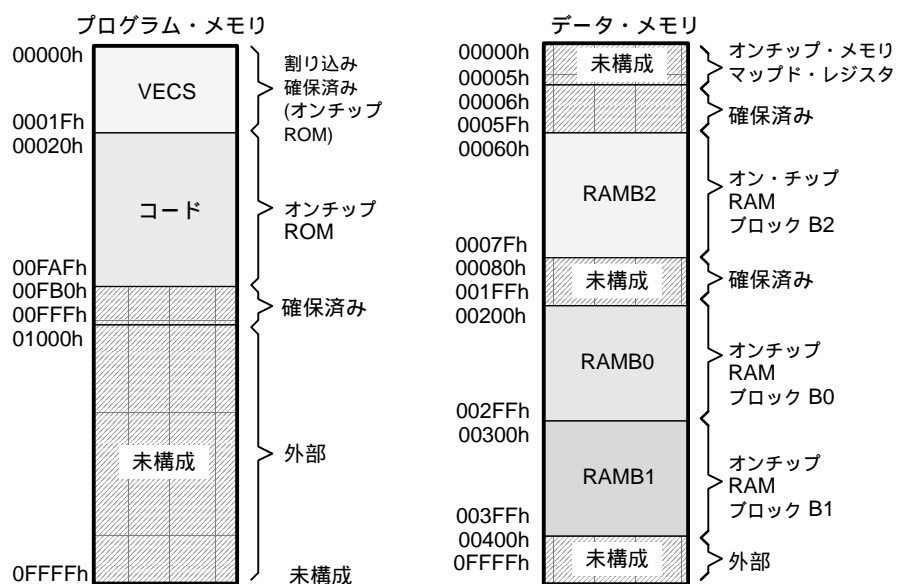 プログラム・メモリ
00000h
VECS
割り込み
確保済み
(オンチップ
ROM)
0001Fh
00020h
コード
オンチップ
ROM
00FAFh
00FB0h
確保済み
00FFFh
01000h
未構成
外部
0FFFFh
未構成
データ・メモリ
00000h
未構成
オンチップ・メモリ
マップド・レジスタ
00005h
00006h
確保済み
0005Fh
00060h
RAMB2
オン・チップ
RAM
ブロック B2
0007Fh
00080h
未構成
確保済み
001FFh
00200h
RAMB0
オンチップ
RAM
ブロック B0
002FFh
00300h
RAMB1
オンチップ
RAM
ブロック B1
003FFh
00400h
未構成
外部
0FFFFh